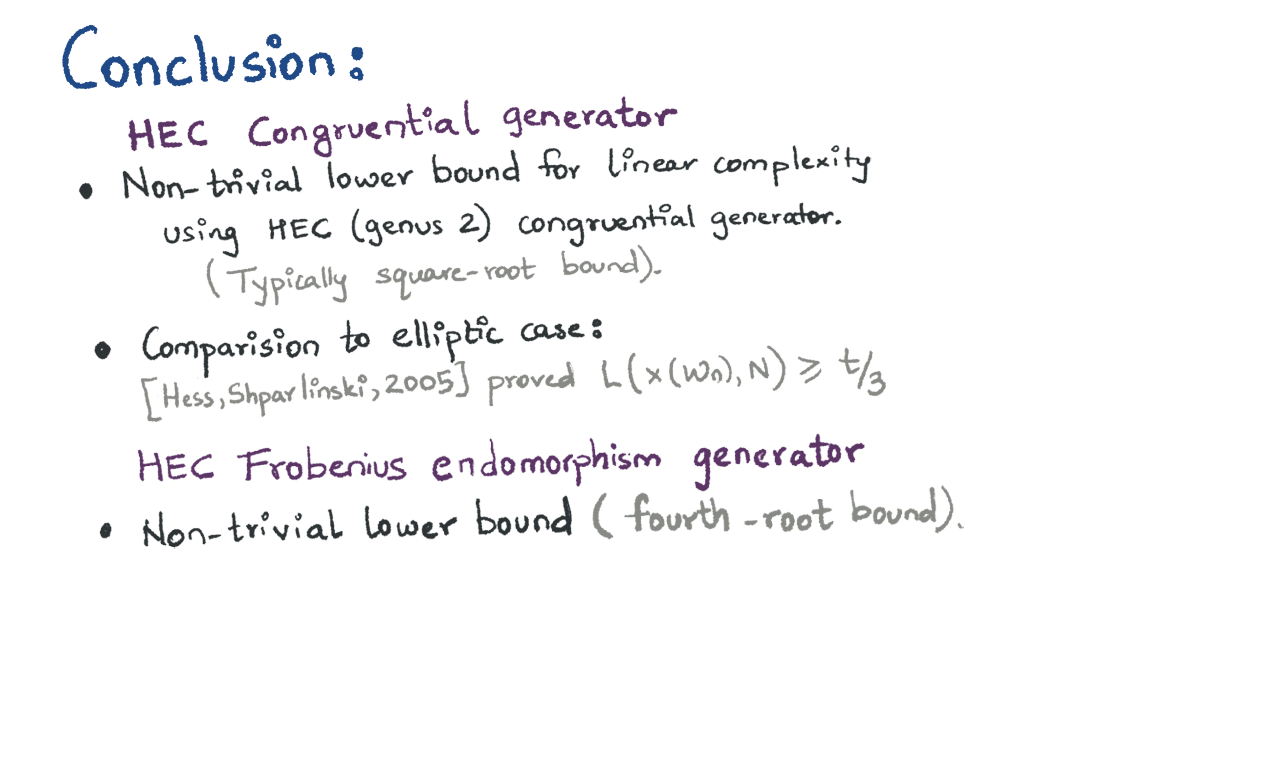 Conclusion:
HEC Congruential generator
• Non-trivial lower bound for linear complexity
using HEC (genus 2) congruential generator.
(Typically square-root bound).
• Comparision to elliptic case:
[Hess, Shparlinski, 2005] proved L(x(Wn), N) ⩾ t/3
HEC Frobenius endomorphism generator
• Non-trivial lower bound (fourth-root bound).